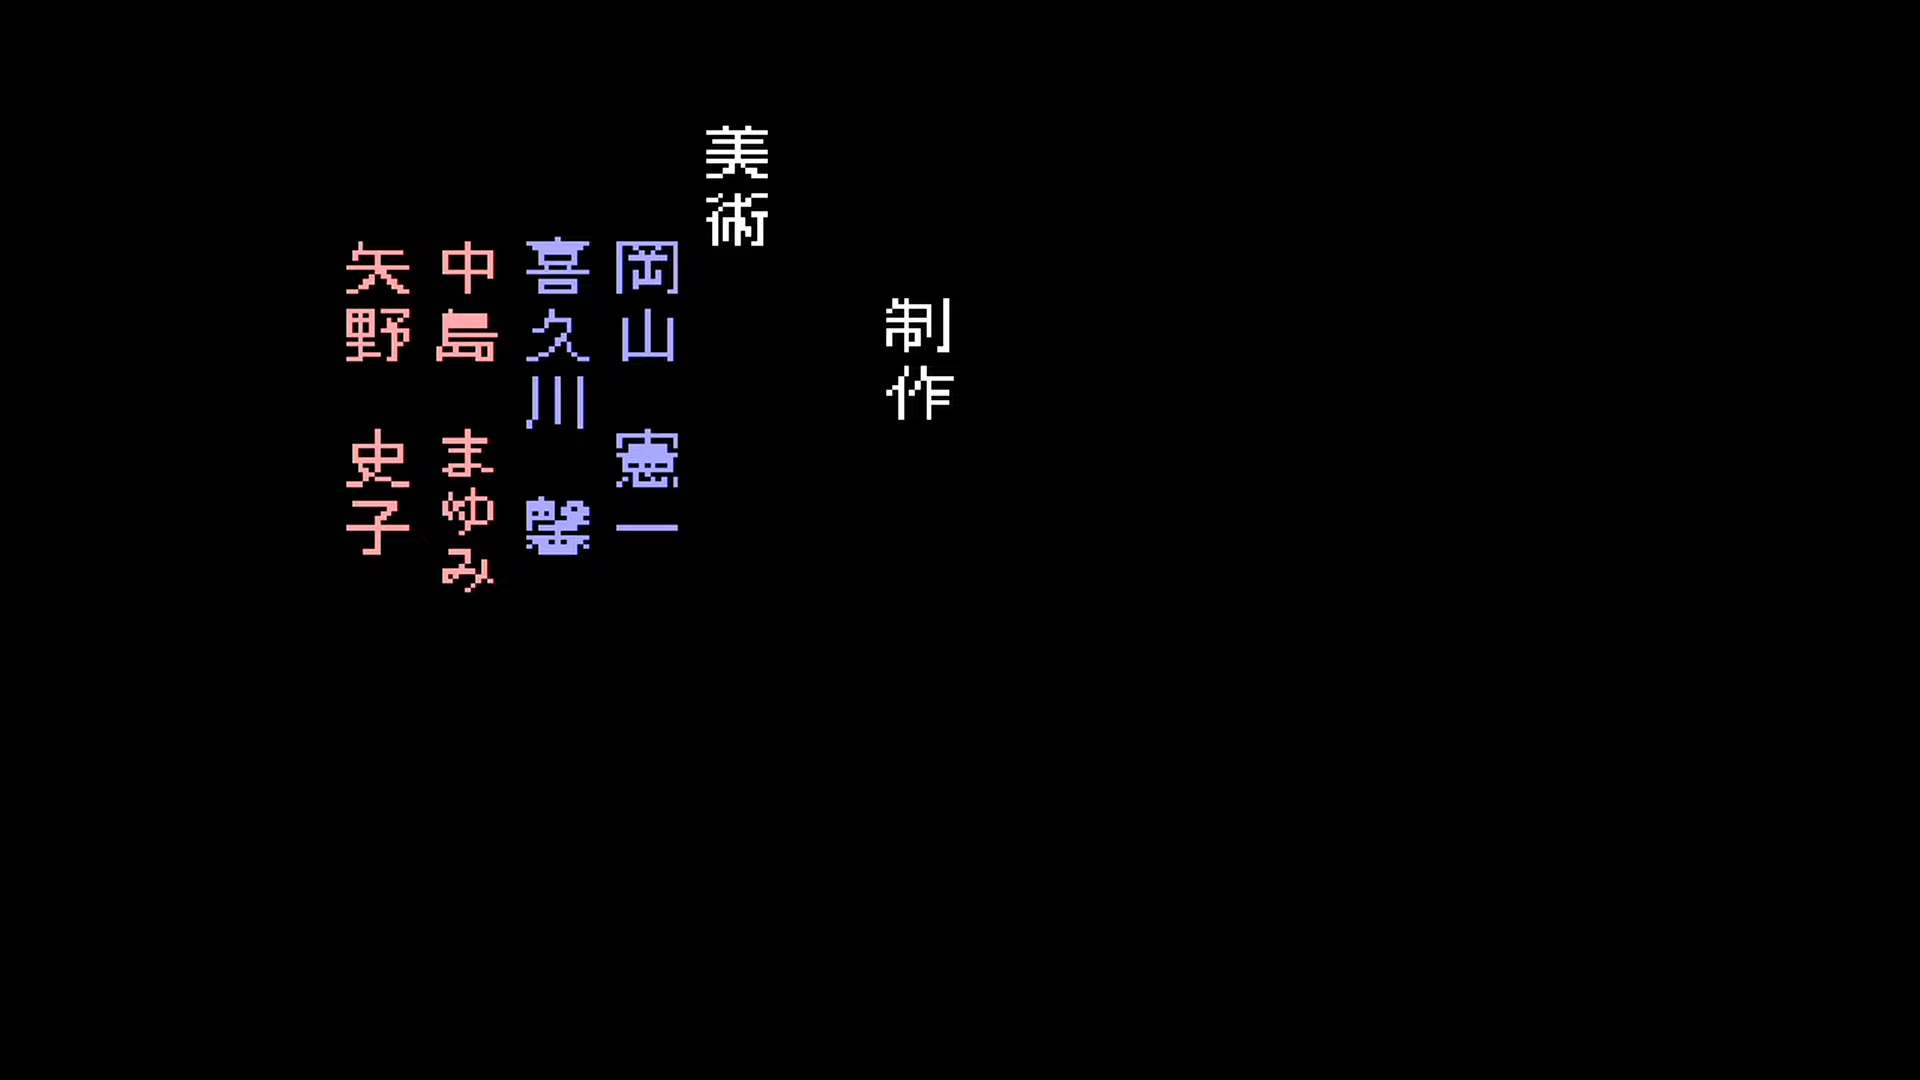 制作
美術
岡山 憲一
喜久川 馨
中島 まゆみ
矢野 史子